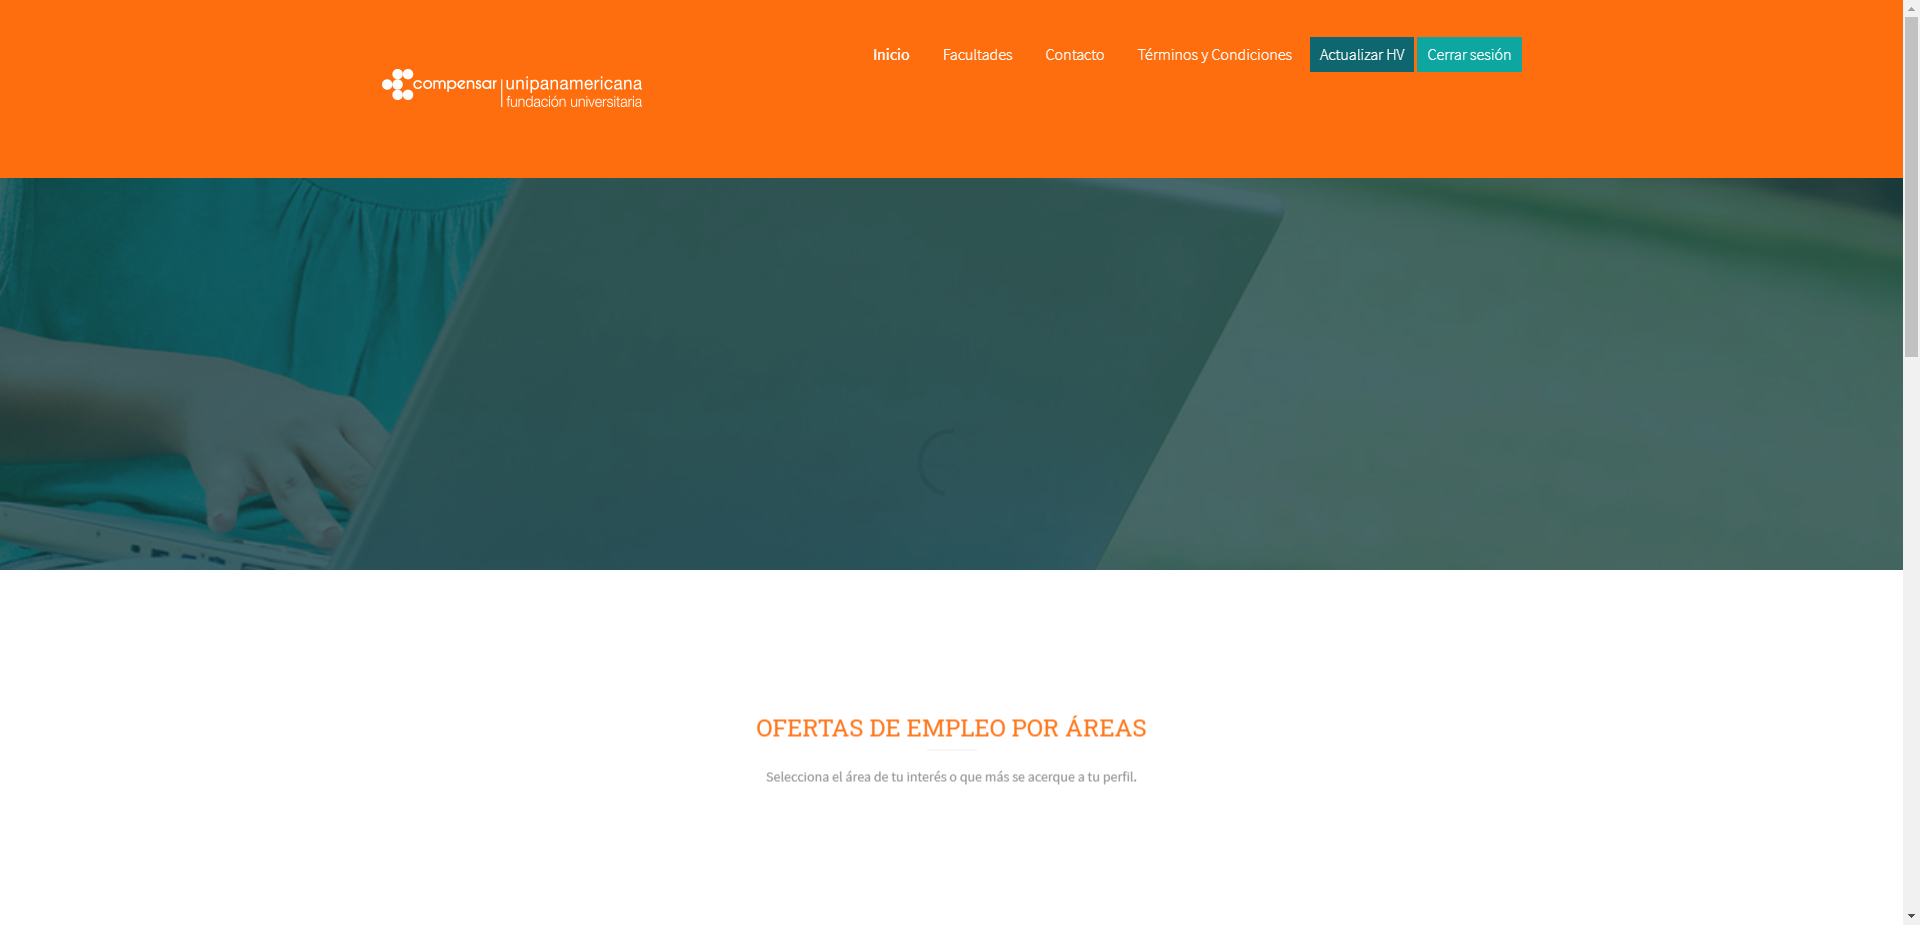 Inicio
Facultades
Contacto
Términos y Condiciones
Actualizar HV
Cerrar sesión
compensar
unipanamericana
fundación universitaria
OFERTAS DE EMPLEO POR ÁREAS
Selecciona el área de tu interés o que más se acerque a tu perfil.